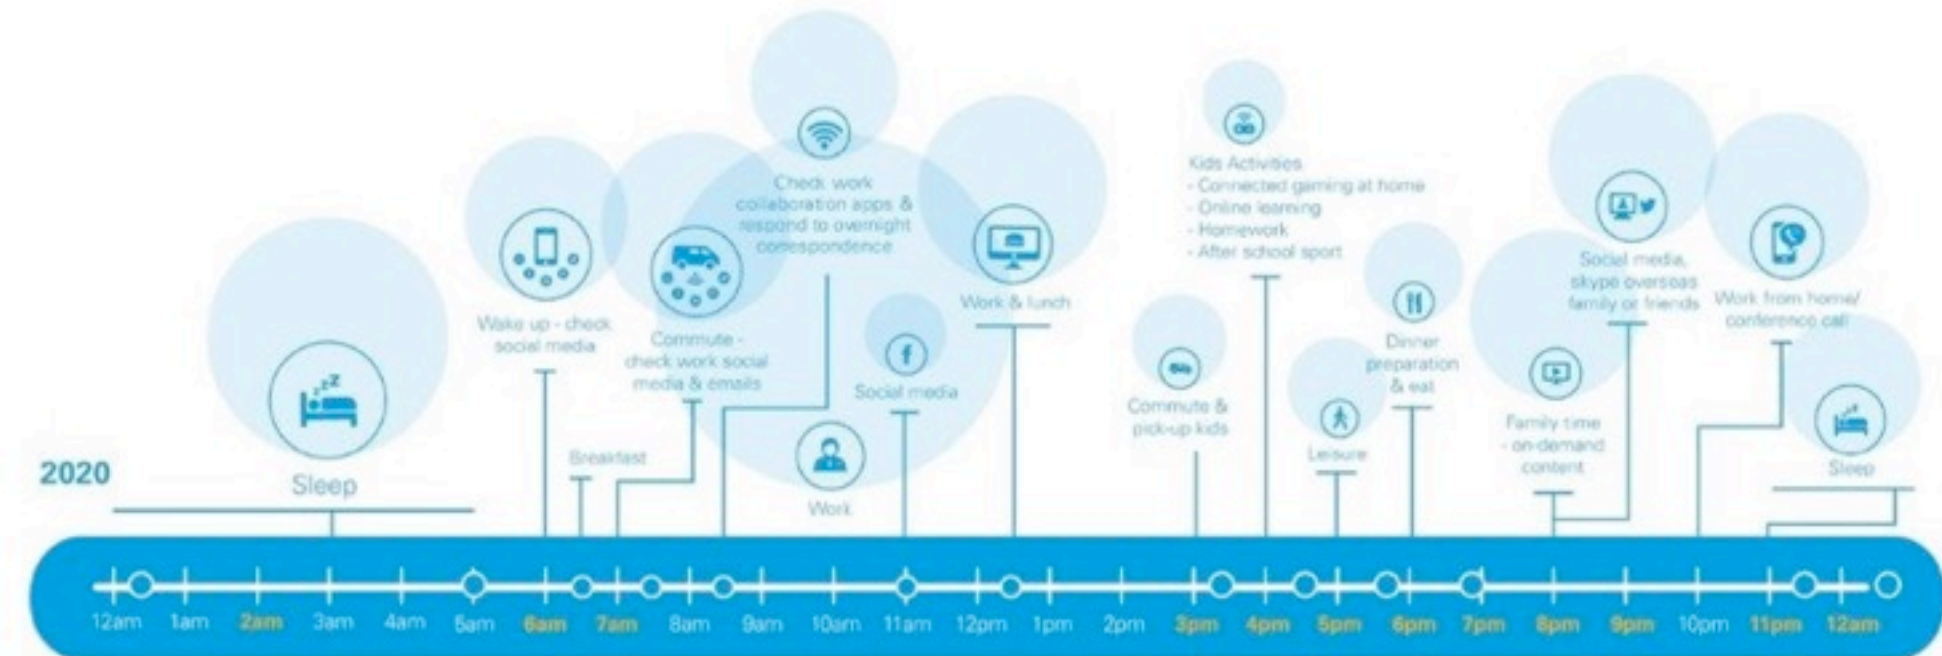 2020
Sleep
Wake up - check
social media
Breakfast
Commute -
check work social
media & emails
Check work
collaboration apps &
respond to overnight
correspondence
Work
f
Social media
Work & lunch
Commute &
pick-up kids
Kids Activities
- Connected gaming at home
- Online learning
- Homework
- After school sport
Leisure
Dinner
preparation
& eat
Family time
- on-demand
content
Social media,
skype overseas
family or friends
Work from home/
conference call
Sleep
12am 1am 2am 3am 4am 5am 6am 7am 8am 9am 10am 11am 12pm 1pm 2pm 3pm 4pm 5pm 6pm 7pm 8pm 9pm 10pm 11pm 12am